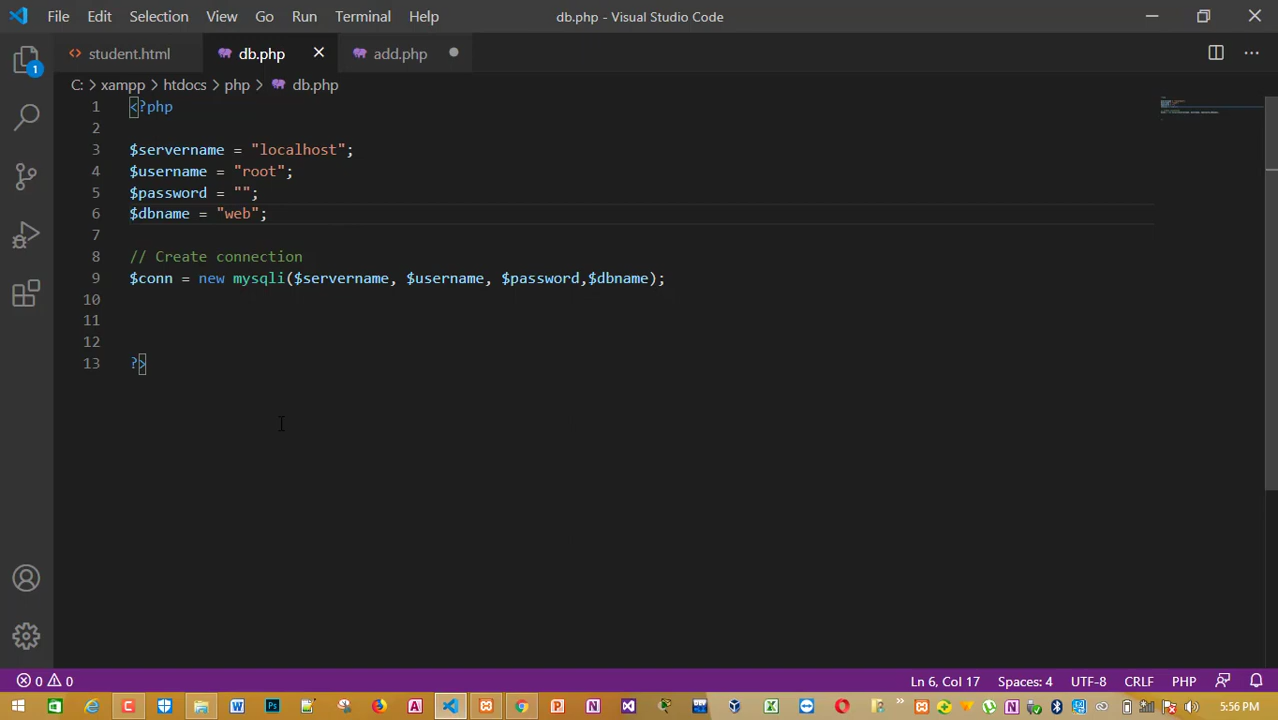 File Edit Selection View Go Run Terminal Help db.php - Visual Studio Code
student.html db.php add.php
C: > xampp > htdocs > php > db.php
1 <?php
2
3 $servername = "localhost";
4 $username = "root";
5 $password = "";
6 $dbname = "web";
7
8 // Create connection
9 $conn = new mysqli($servername, $username, $password,$dbname);
10
11
12
13 ?>
1
0 0 Ln 6, Col 17 Spaces: 4 UTF-8 CRLF PHP
5:56 PM